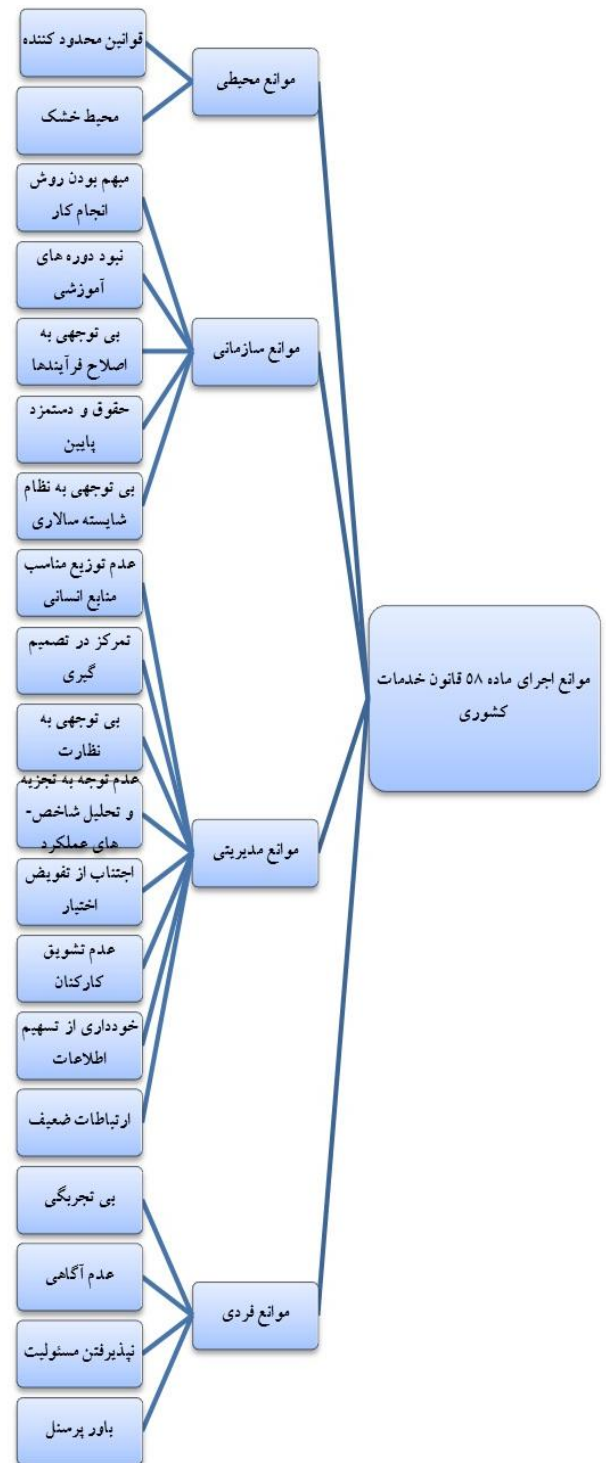 موانع اجرای ماده ۵۸ قانون خدمات
کشوری
موانع محیطی
قوانین محدود کننده
محیط خشک
موانع سازمانی
مبهم بودن روش
انجام کار
نبود دوره های
آموزشی
بی توجهی به
اصلاح فرآیندها
حقوق و دستمزد
پایین
بی توجهی به نظام
شایسته سالاری
موانع مدیریتی
عدم توزیع مناسب
منابع انسانی
تمرکز در تصمیم
گیری
بی توجهی به
نظارت
عدم توجه به تجزیه
و تحلیل شاخص-
های عملکرد
اجتناب از تفویض
اختیار
عدم تشویق
کارکنان
خودداری از تسهیم
اطلاعات
ارتباطات ضعیف
موانع فردی
بی تجربگی
عدم آگاهی
نپذیرفتن مسئولیت
باور پرسنل